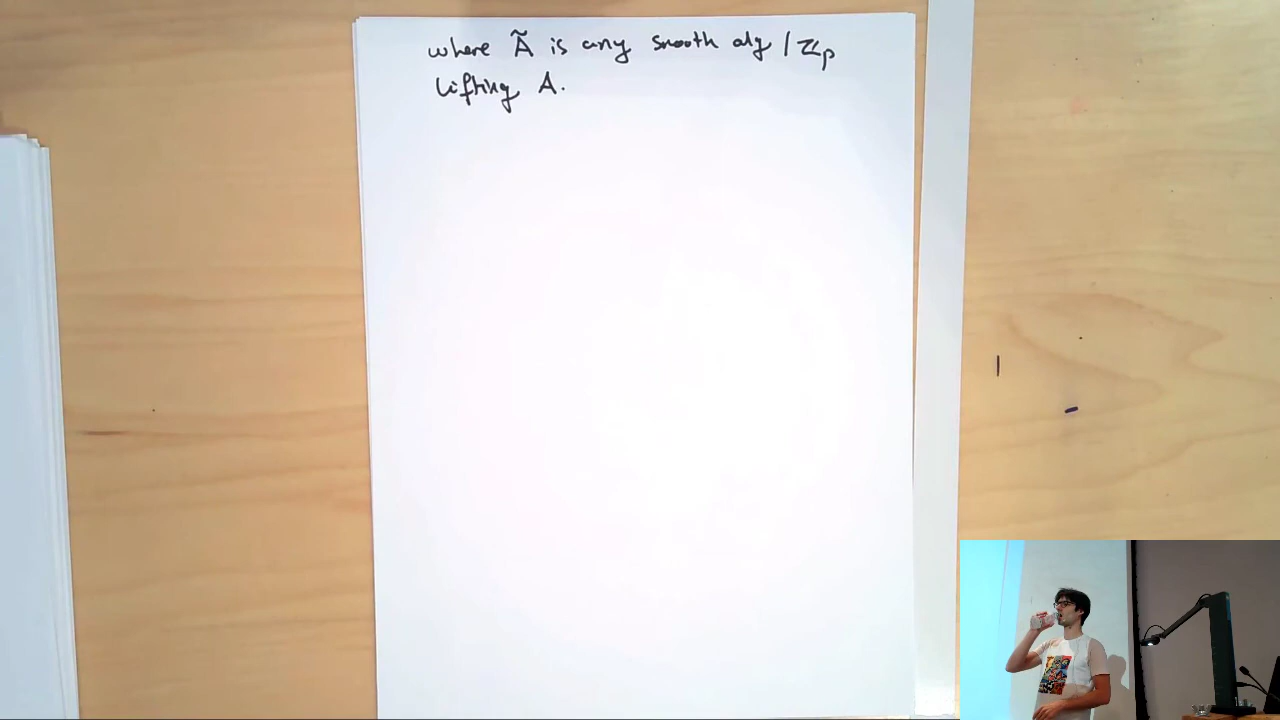 where Ã is any smooth alg / ℤp
lifting A.